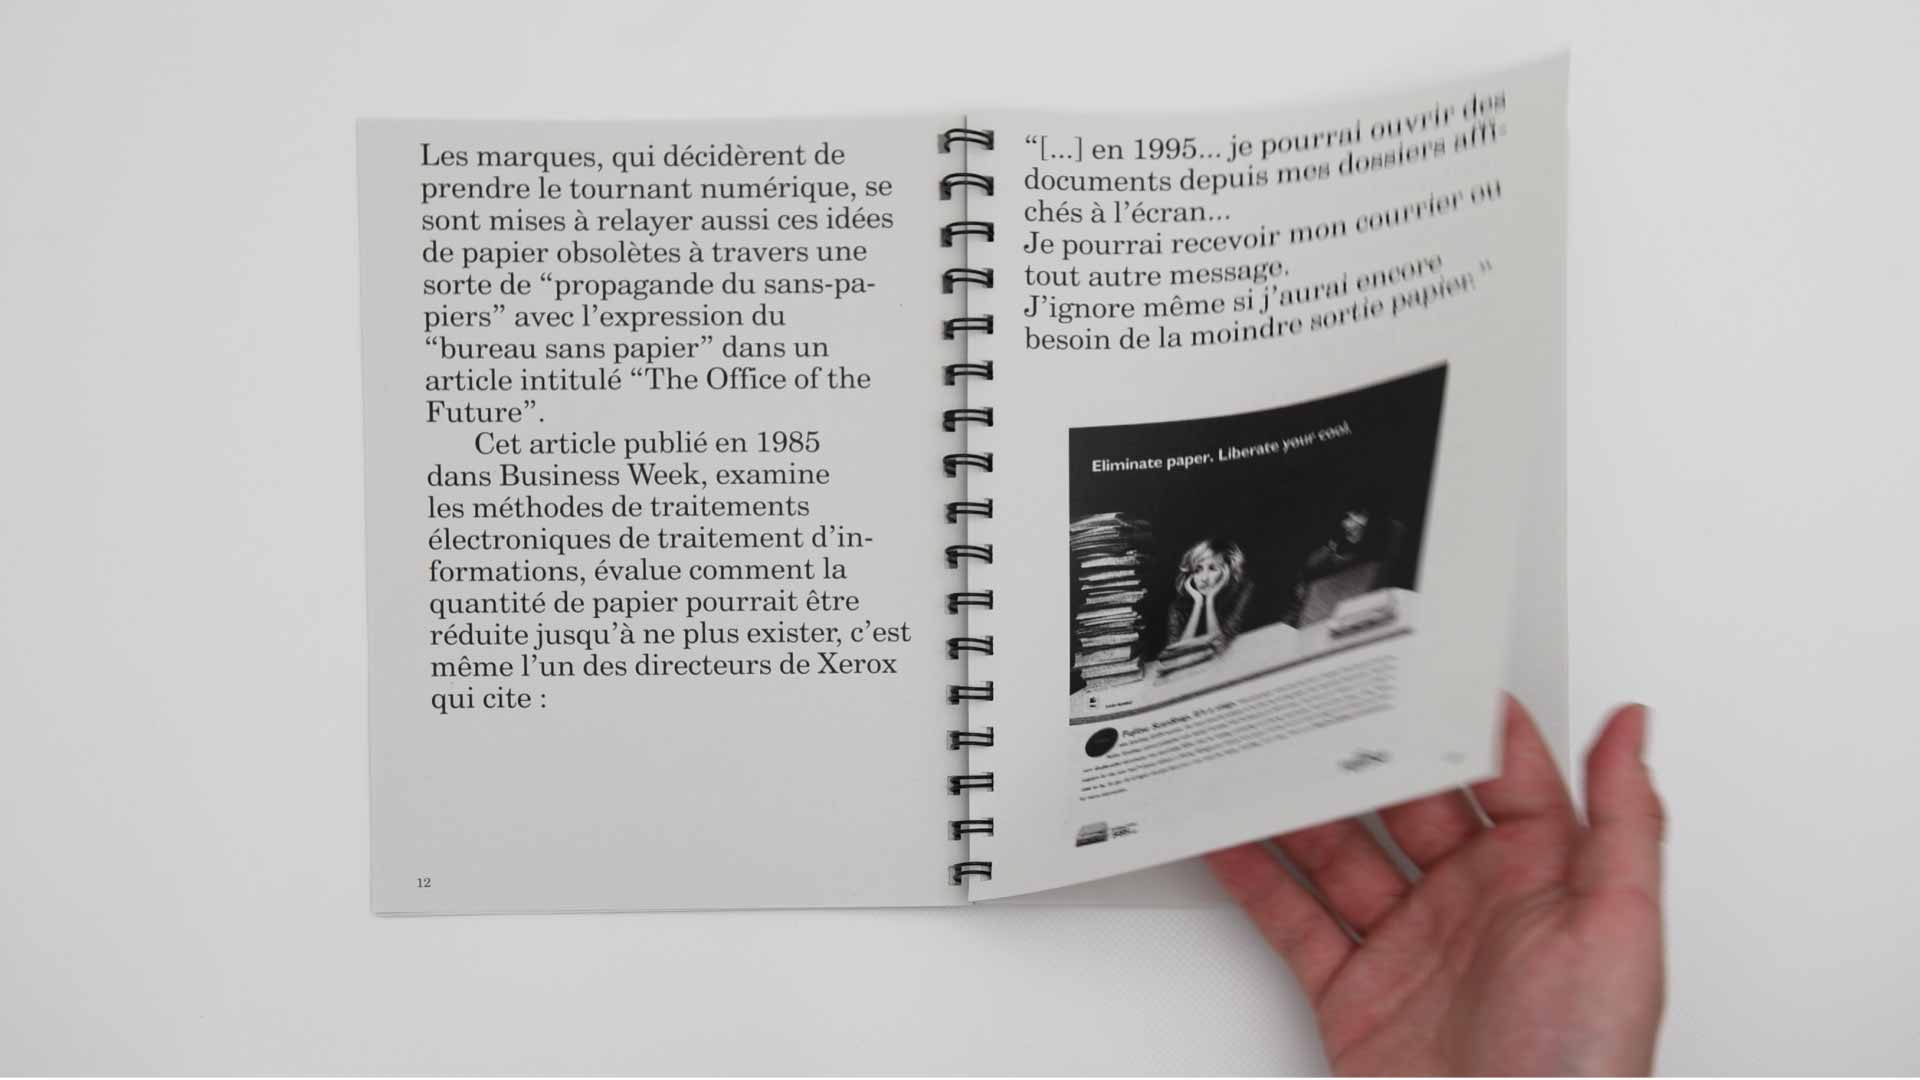 Les marques, qui décidèrent de
prendre le tournant numérique, se
sont mises à relayer aussi ces idées
de papier obsolètes à travers une
sorte de “propagande du sans-pa-
piers” avec l’expression du
“bureau sans papier” dans un
article intitulé “The Office of the
Future”.
Cet article publié en 1985
dans Business Week, examine
les méthodes de traitements
électroniques de traitement d’in-
formations, évalue comment la
quantité de papier pourrait être
réduite jusqu’à ne plus exister, c’est
même l’un des directeurs de Xerox
qui cite :
12
“[...] en 1995... je pourrai ouvrir des
documents depuis mes dossiers affi-
chés à l’écran...
Je pourrai recevoir mon courrier ou
tout autre message.
J’ignore même si j’aurai encore
besoin de la moindre sortie papier.”
Eliminate paper. Liberate your cool.